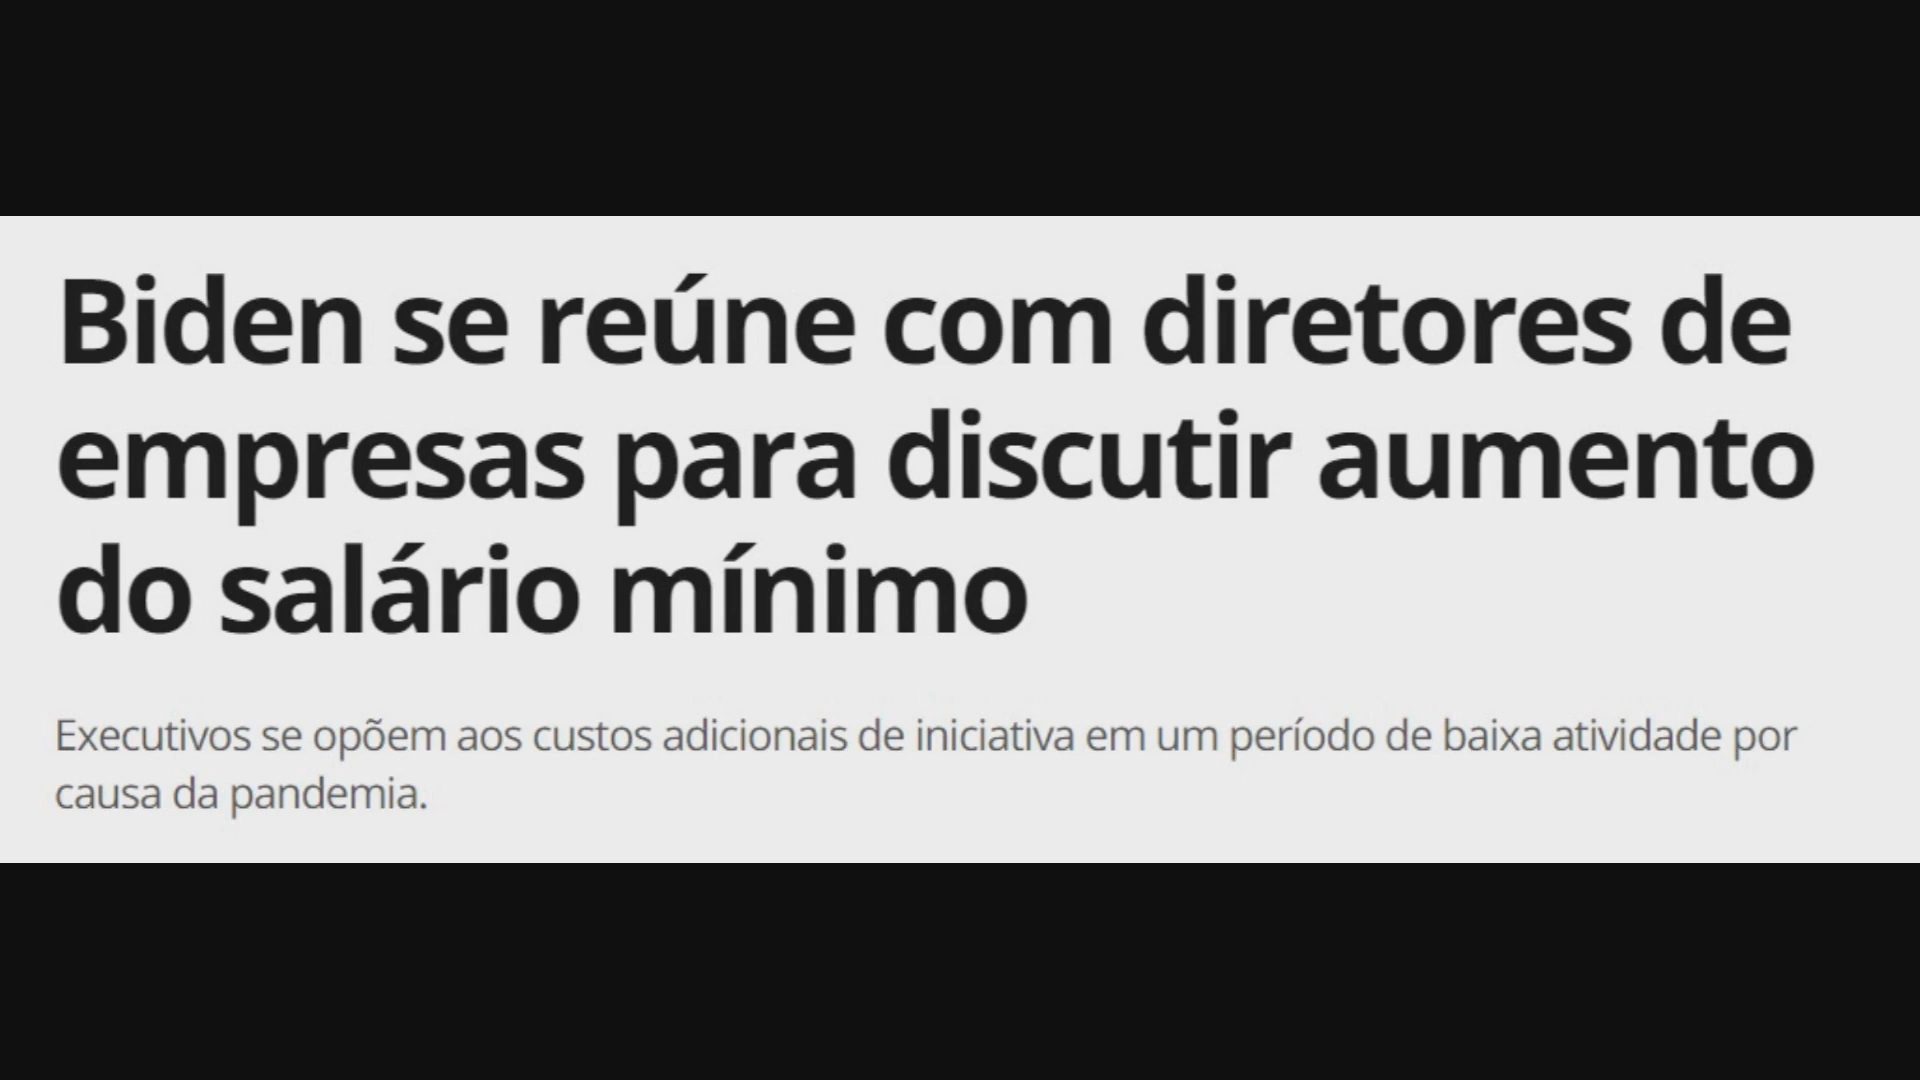 Biden se reúne com diretores de
empresas para discutir aumento
do salário mínimo
Executivos se opõem aos custos adicionais de iniciativa em um período de baixa atividade por
causa da pandemia.